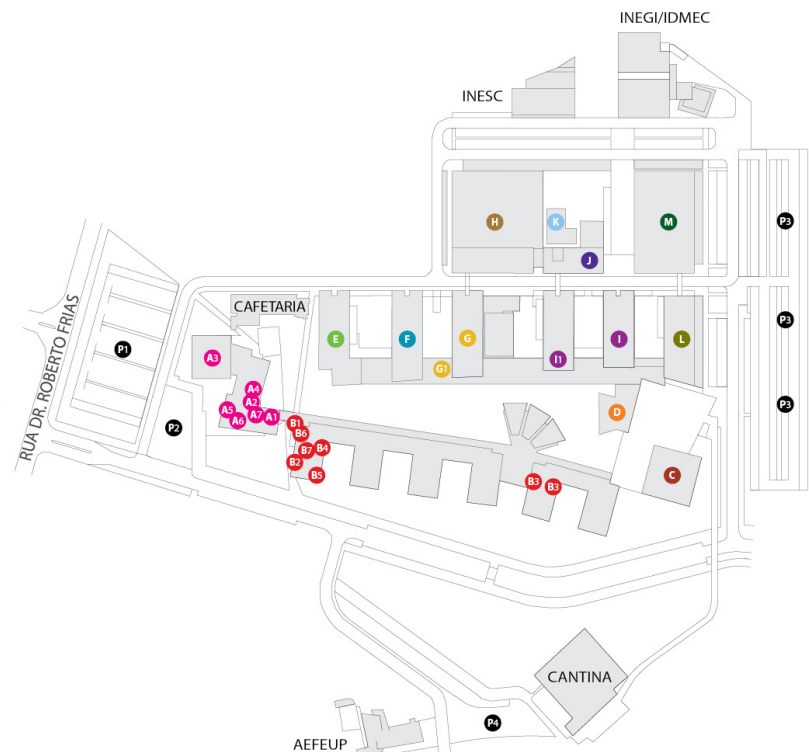 INEGI/IDMEC
INESC
H
K
M
P3
J
RUA DR. ROBERTO FRIAS
CAFETARIA
P1
A3
E
F
G
I1
I
L
P3
G1
A4
A2
A5
A7
A1
A6
P2
B1
B6
B4
B7
B2
B5
D
P3
B3
B3
C
CANTINA
P4
AEFEUP